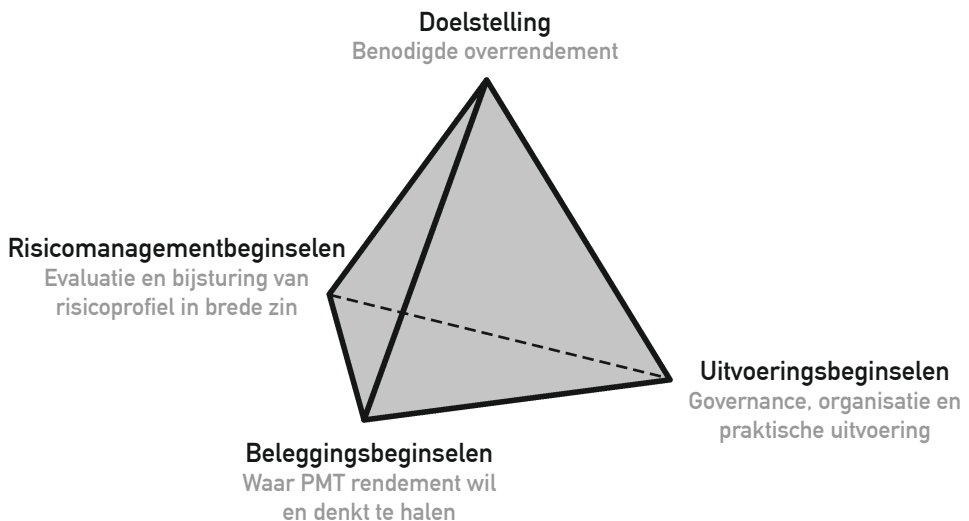 Doelstelling
Benodigde overrendement
Risicomanagementbeginselen
Evaluatie en bijsturing van
risicoprofiel in brede zin
Uitvoeringsbeginselen
Governance, organisatie en
praktische uitvoering
Beleggingsbeginselen
Waar PMT rendement wil
en denkt te halen